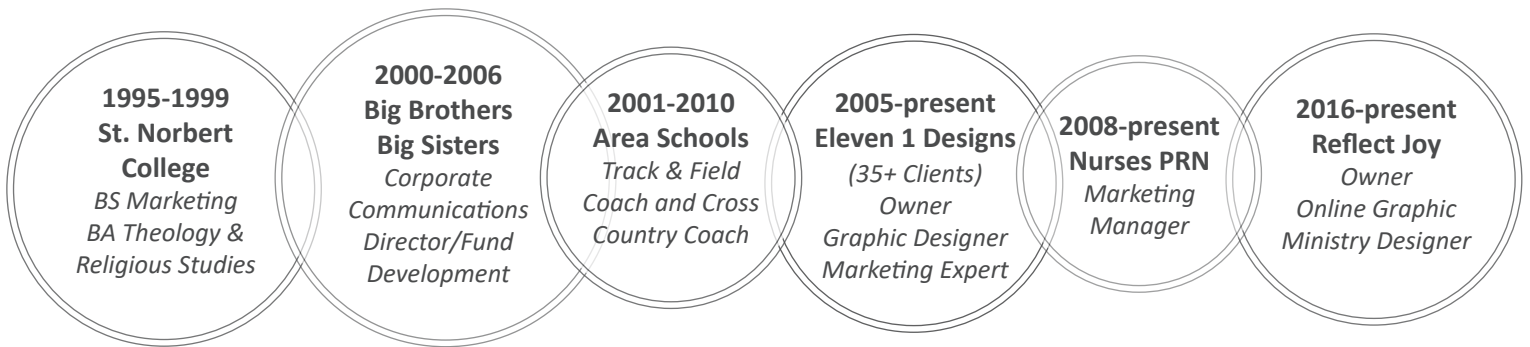 1995-1999
St. Norbert
College
BS Marketing
BA Theology &
Religious Studies
2000-2006
Big Brothers
Big Sisters
Corporate
Communications
Director/Fund
Development
2001-2010
Area Schools
Track & Field
Coach and Cross
Country Coach
2005-present
Eleven 1 Designs
(35+ Clients)
Owner
Graphic Designer
Marketing Expert
2008-present
Nurses PRN
Marketing
Manager
2016-present
Reflect Joy
Owner
Online Graphic
Ministry Designer